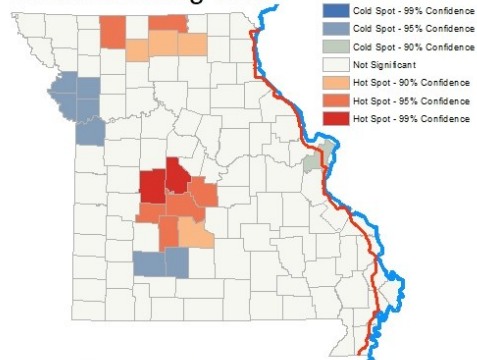 Cold Spot - 99% Confidence
Cold Spot - 95% Confidence
Cold Spot - 90% Confidence
Not Significant
Hot Spot - 90% Confidence
Hot Spot - 95% Confidence
Hot Spot - 99% Confidence